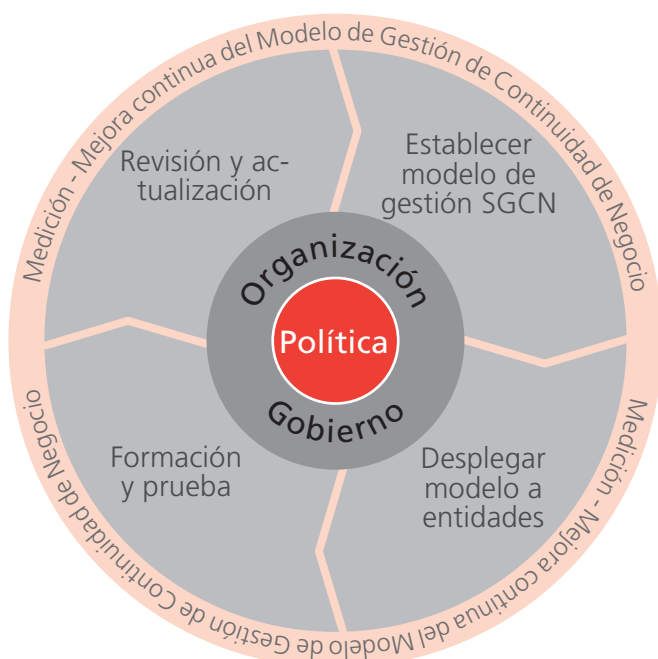 Medición - Mejora continua del Modelo de Gestión de Continuidad de Negocio
Revisión y ac-
tualización
Establecer
modelo de
gestión SGCN
Organización
Política
Gobierno
Formación
y prueba
Desplegar
modelo a
entidades
Medición - Mejora continua del Modelo de Gestión de Continuidad de Negocio